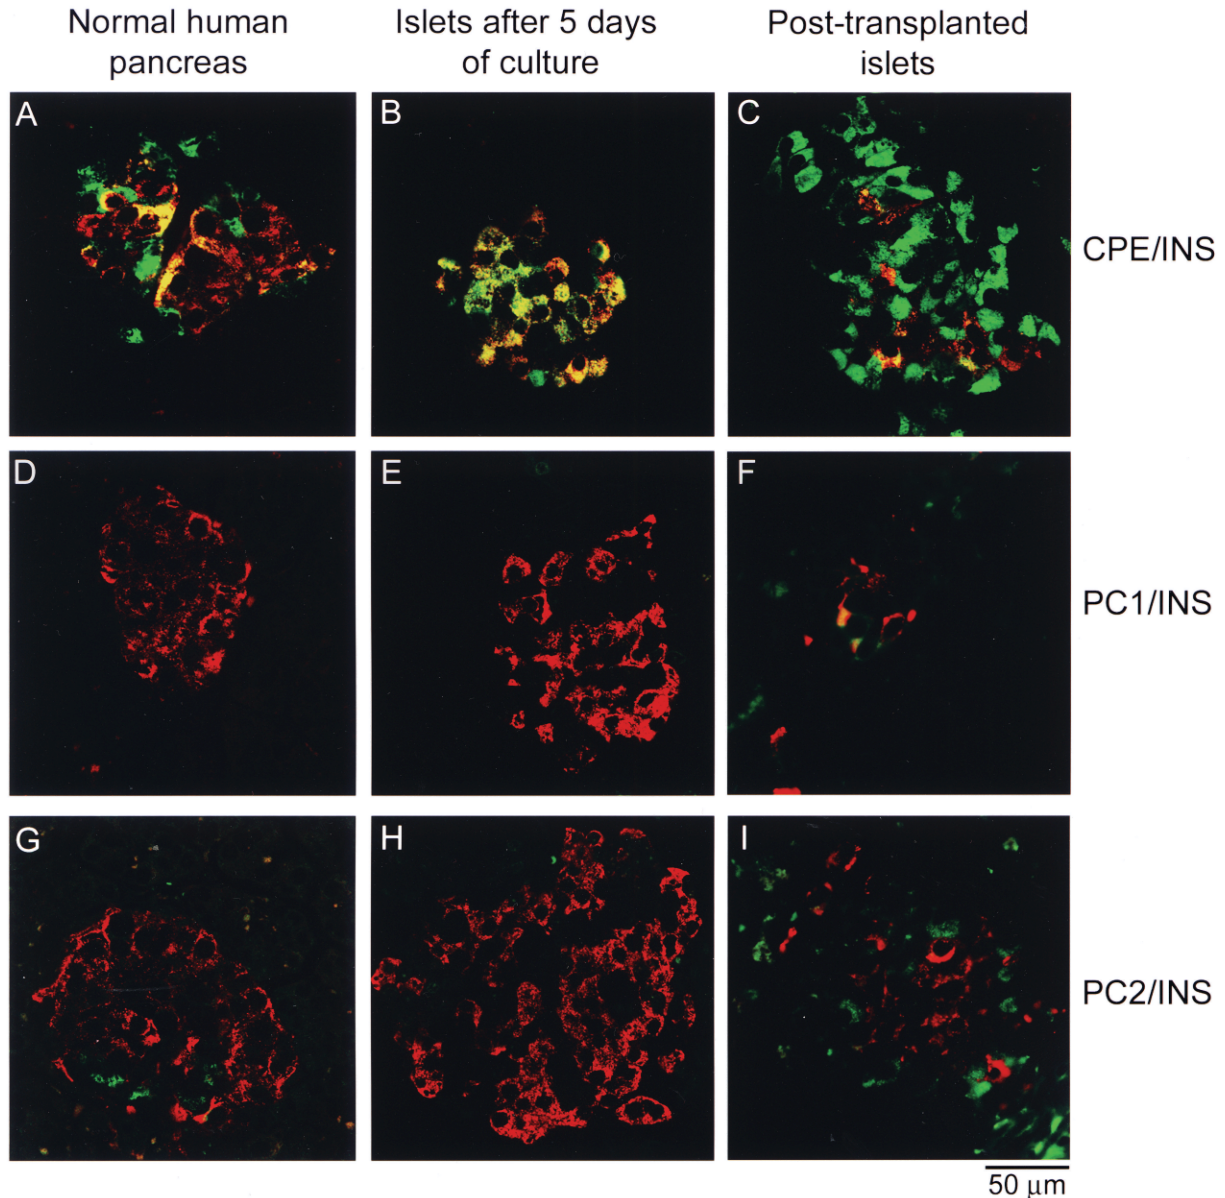 Normal human
pancreas
Islets after 5 days
of culture
Post-transplanted
islets
A
B
C
CPE/INS
D
E
F
PC1/INS
G
H
I
PC2/INS
50 µm